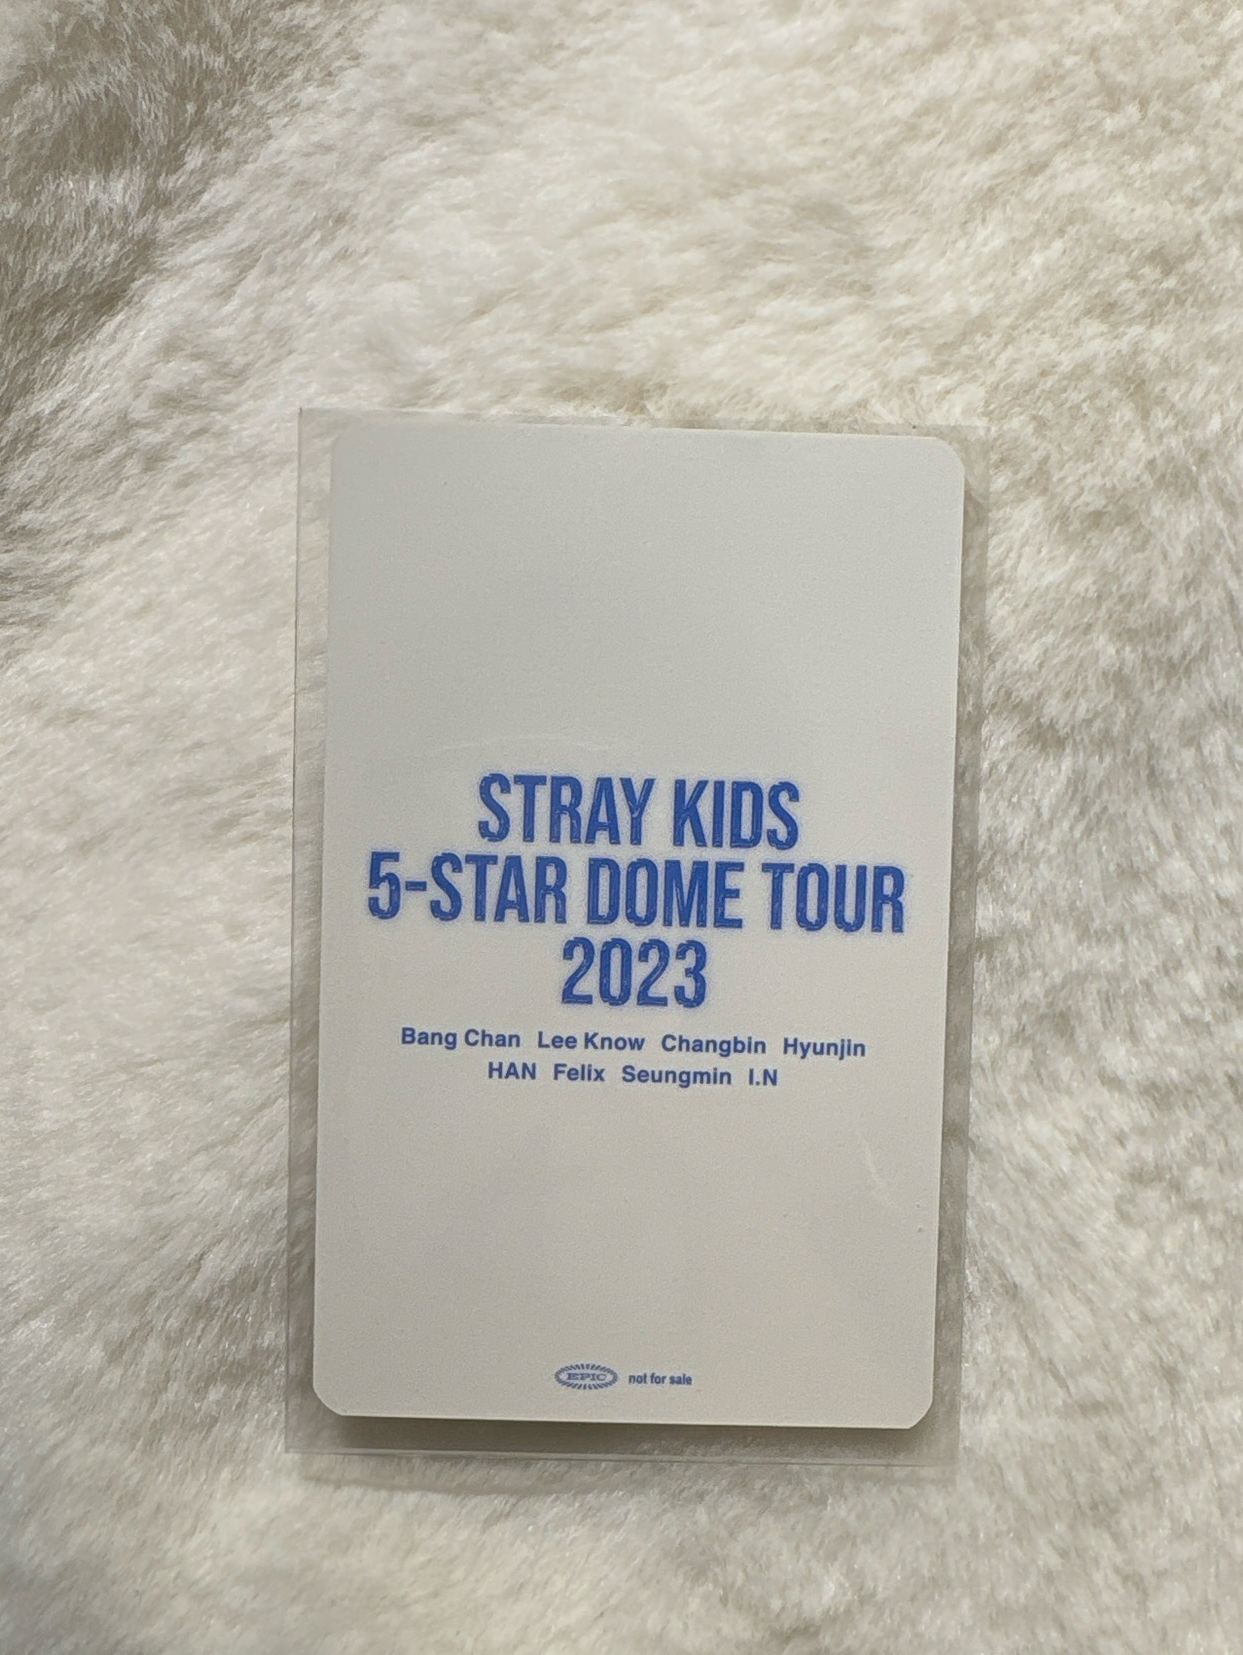 STRAY KIDS
5-STAR DOME TOUR
2023
Bang Chan Lee Know Changbin Hyunjin
HAN Felix Seungmin I.N
EPIC not for sale